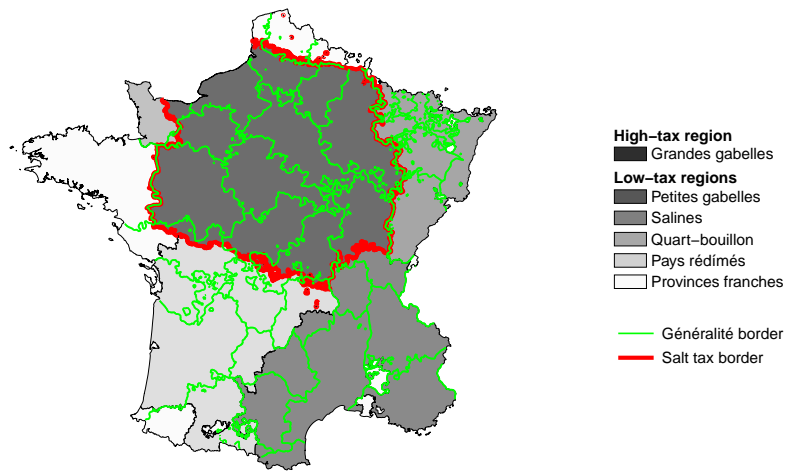 High−tax region
Grandes gabelles
Low−tax regions
Petites gabelles
Salines
Quart−bouillon
Pays rédímés
Provinces franches
Généralité border
Salt tax border